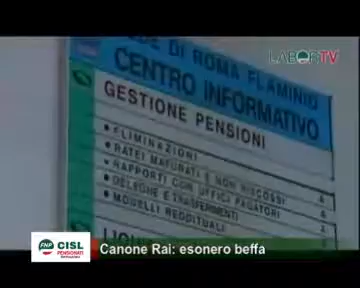 LABORTV
DE DI ROMA FLAMINIO
CENTRO INFORMATIVO
GESTIONE PENSIONI
• ELIMINAZIONI
• RATEI MATURATI E NON RISCOSSI
• RAPPORTI CON UFFICI PAGATORI
• DELEGHE E TRASFERIMENTI
• MODELLI REDDITUALI
FNP CISL
PENSIONATI
Canone Rai: esonero beffa